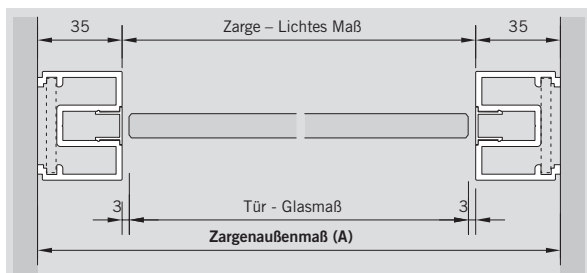 35 Zarge – Lichtes Maß 35
3 Tür - Glasmaß 3
Zargenaußenmaß (A)